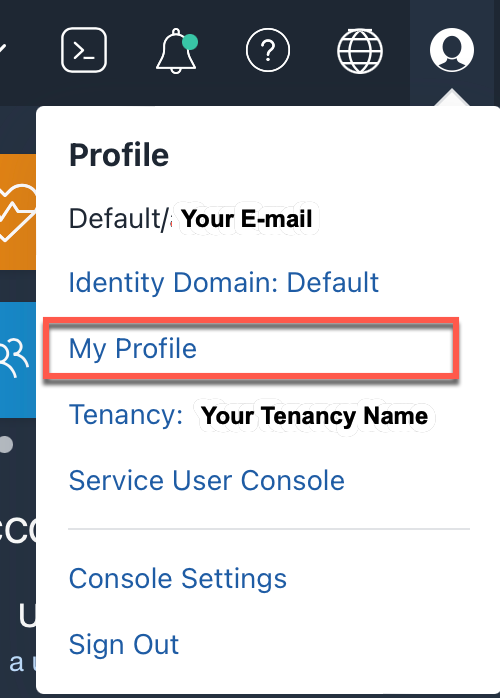 Profile
Default/ Your E-mail
Identity Domain: Default
My Profile
Tenancy: Your Tenancy Name
Service User Console
Console Settings
Sign Out
a